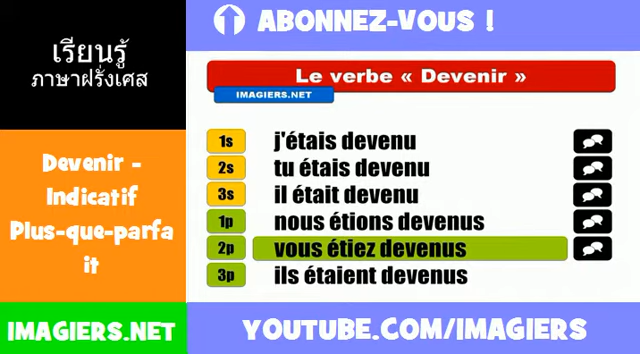 เรียนรู้
ภาษาฝรั่งเศส
Devenir -
Indicatif
Plus-que-parfa
it
IMAGIERS.NET
ABONNEZ-VOUS !
Le verbe « Devenir »
IMAGIERS.NET
1s j'étais devenu
2s tu étais devenu
3s il était devenu
1p nous étions devenus
2p vous étiez devenus
3p ils étaient devenus
YOUTUBE.COM/IMAGIERS